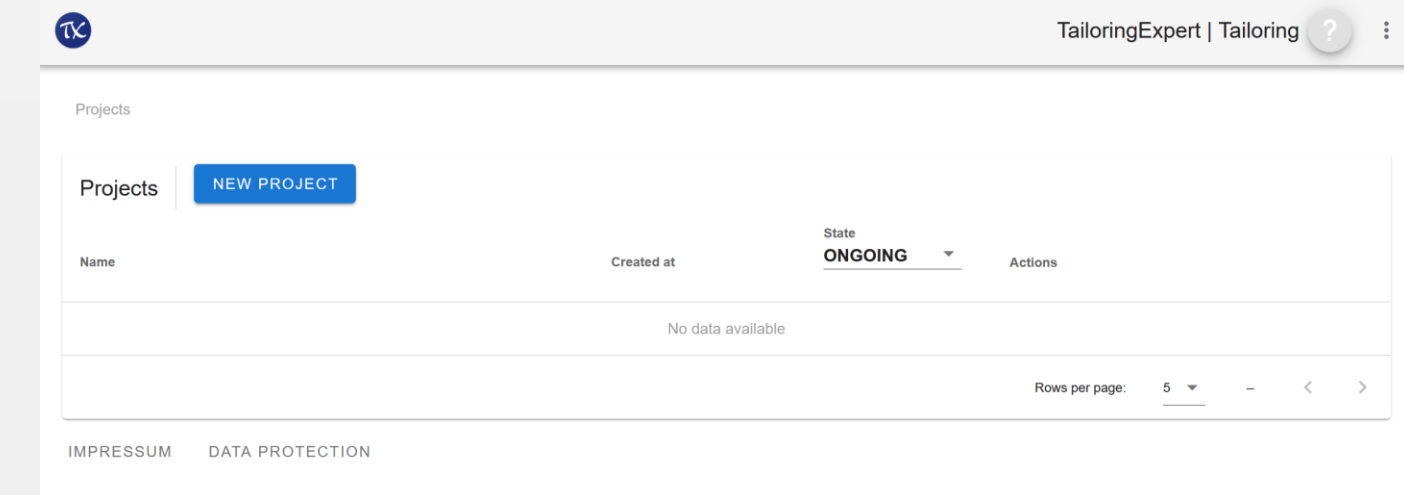 TX
TailoringExpert | Tailoring ?
Projects
Projects
NEW PROJECT
Name
Created at
State
ONGOING
Actions
No data available
Rows per page: 5 –
IMPRESSUM DATA PROTECTION